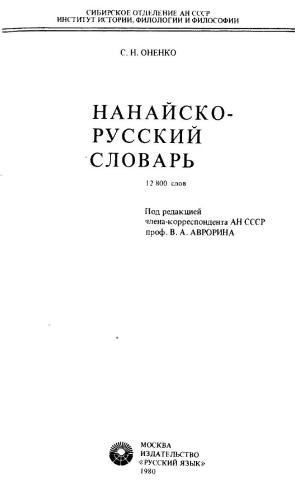 СИБИРСКОЕ ОТДЕЛЕНИЕ АН СССР
ИНСТИТУТ ИСТОРИИ, ФИЛОЛОГИИ И ФИЛОСОФИИ
С. Н. ОНЕНКО
НАНАЙСКО-
РУССКИЙ
СЛОВАРЬ
12 800 слов
Под редакцией
члена-корреспондента АН СССР
проф. В. А. АВРОРИНА
МОСКВА
ИЗДАТЕЛЬСТВО
«РУССКИЙ ЯЗЫК»
1980